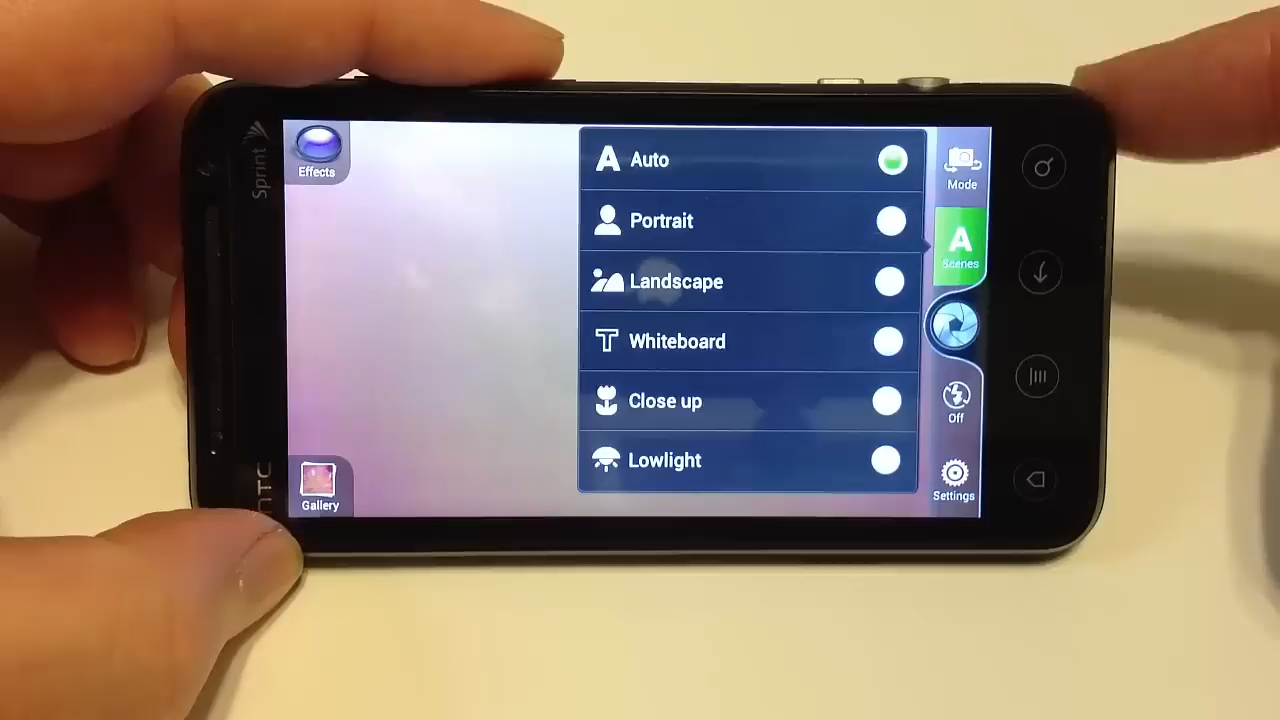 Sprint
hTC
Effects
Gallery
A Auto
Portrait
Landscape
T Whiteboard
Close up
Lowlight
Mode
A
Scenes
Off
Settings